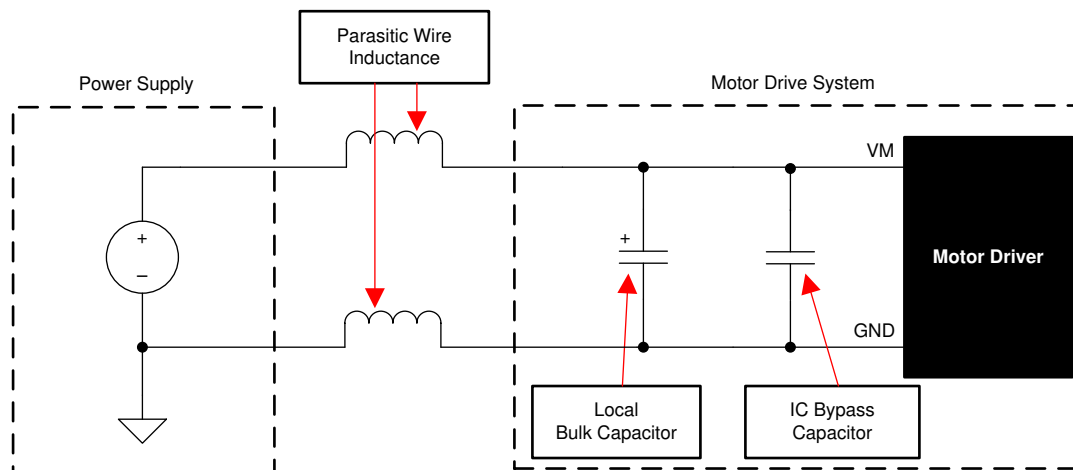 Parasitic Wire
Inductance
Power Supply
Motor Drive System
VM
+
–
+
Motor Driver
GND
Local
Bulk Capacitor
IC Bypass
Capacitor